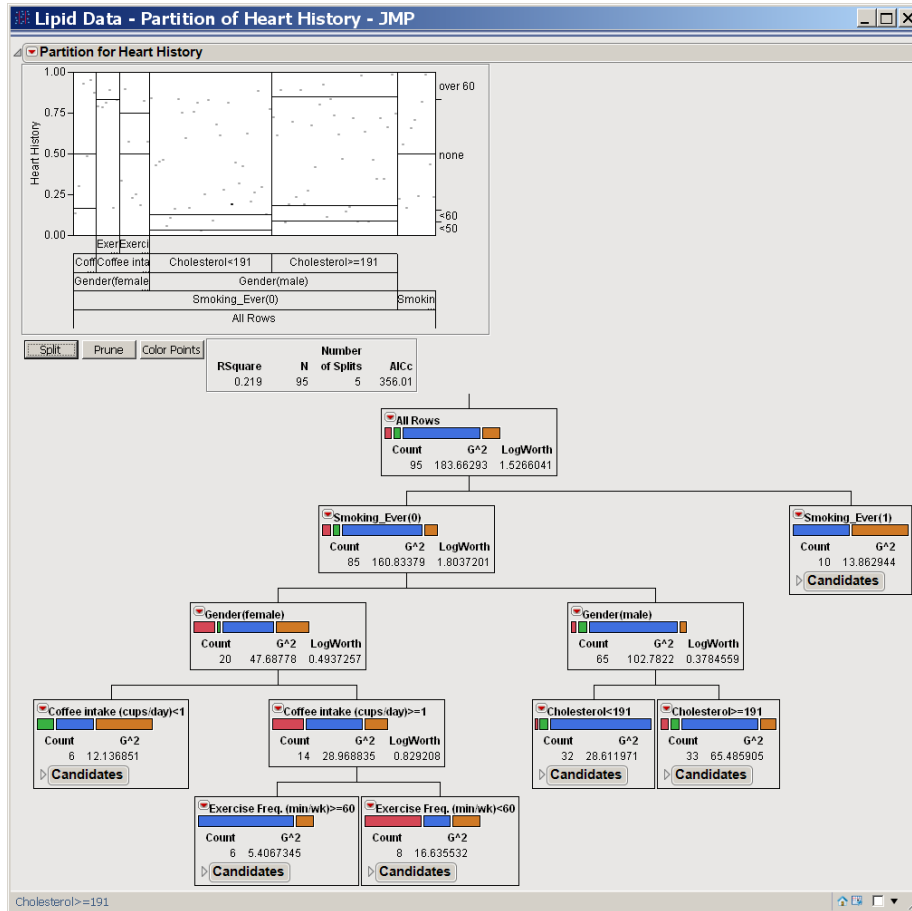 Lipid Data - Partition of Heart History - JMP
Partition for Heart History
1.00
0.75
0.50
0.25
0.00
Heart History
over 60
none
<60
<50
Exer Exerci
... ...
Coff Coffee inta Cholesterol<191 Cholesterol>=191
... ...
Gender(female Gender(male)
...
Smoking_Ever(0) Smokin
...
All Rows
Split Prune Color Points
Number
RSquare N of Splits AICc
0.219 95 5 356.01
All Rows
Count G^2 LogWorth
95 183.66293 1.5266041
Smoking_Ever(0) Smoking_Ever(1)
Count G^2 LogWorth Count G^2
85 160.83379 1.8037201 10 13.862944
Candidates
Gender(female) Gender(male)
Count G^2 LogWorth Count G^2 LogWorth
20 47.68778 0.4937257 65 102.7822 0.3784559
Coffee intake (cups/day)<1 Coffee intake (cups/day)>=1 Cholesterol<191 Cholesterol>=191
Count G^2 Count G^2 LogWorth Count G^2 Count G^2
6 12.136851 14 28.968835 0.829208 32 28.611971 33 65.485905
Candidates Candidates Candidates
Exercise Freq. (min/wk)>=60 Exercise Freq. (min/wk)<60
Count G^2 Count G^2
6 5.4067345 8 16.635532
Candidates Candidates
Cholesterol>=191